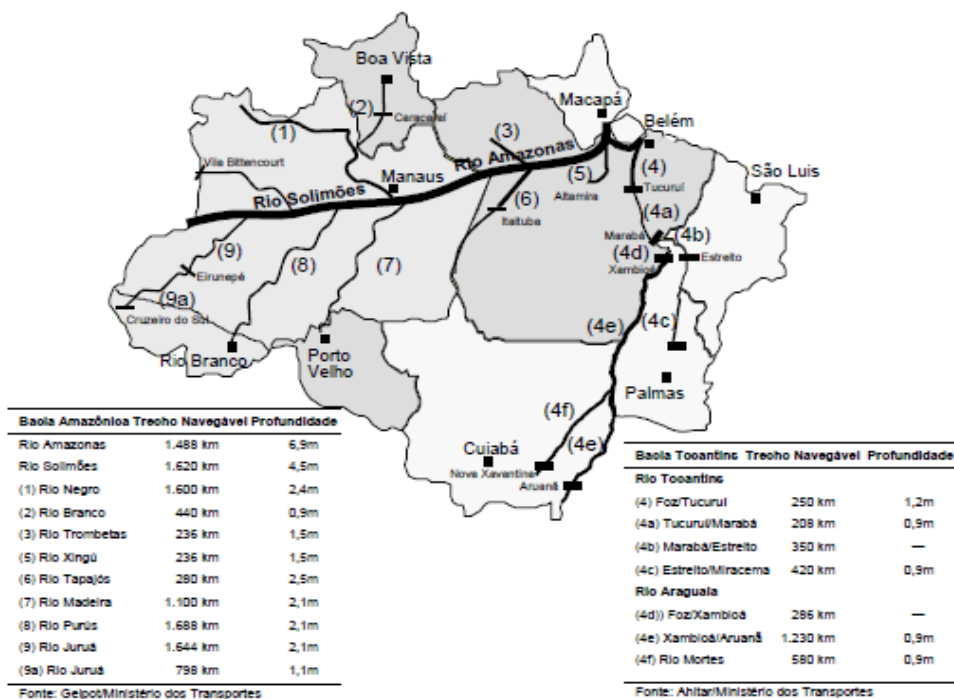 Boa Vista
(2)
Caracaraí
(1)
Macapá
Belém
(3)
Rio Amazonas
Vila Bittencourt
Manaus
(5)
(4)
São Luis
Rio Solimões
(6)
Altamira
Tucuruí
Itaituba
(4a)
Marabá
(4b)
(9)
(4d)
Xambioá
Estreito
(8)
(7)
Eirunepé
(9a)
Cruzeiro do Sul
(4e)
(4c)
Rio Branco
Porto
Velho
Palmas
(4f)
Cuiabá
(4e)
Nova Xavantina
Aruanã
Bacia Amazônica Trecho Navegável Profundidade
Rio Amazonas 1.488 km 6,9m
Rio Solimões 1.620 km 4,5m
(1) Rio Negro 1.600 km 2,4m
(2) Rio Branco 440 km 0,9m
(3) Rio Trombetas 236 km 1,5m
(5) Rio Xingú 236 km 1,5m
(6) Rio Tapajós 280 km 2,5m
(7) Rio Madeira 1.100 km 2,1m
(8) Rio Purús 1.688 km 2,1m
(9) Rio Juruá 1.644 km 2,1m
(9a) Rio Juruá 798 km 1,1m
Fonte: Geipot/Ministério dos Transportes
Bacia Tocantins Trecho Navegável Profundidade
Rio Tocantins
(4) Foz/Tucuruí 250 km 1,2m
(4a) Tucuruí/Marabá 208 km 0,9m
(4b) Marabá/Estreito 350 km —
(4c) Estreito/Miracema 420 km 0,9m
Rio Araguaia
(4d)) Foz/Xambioá 286 km —
(4e) Xambioá/Aruanã 1.230 km 0,9m
(4f) Rio Mortes 580 km 0,9m
Fonte: Ahitar/Ministério dos Transportes